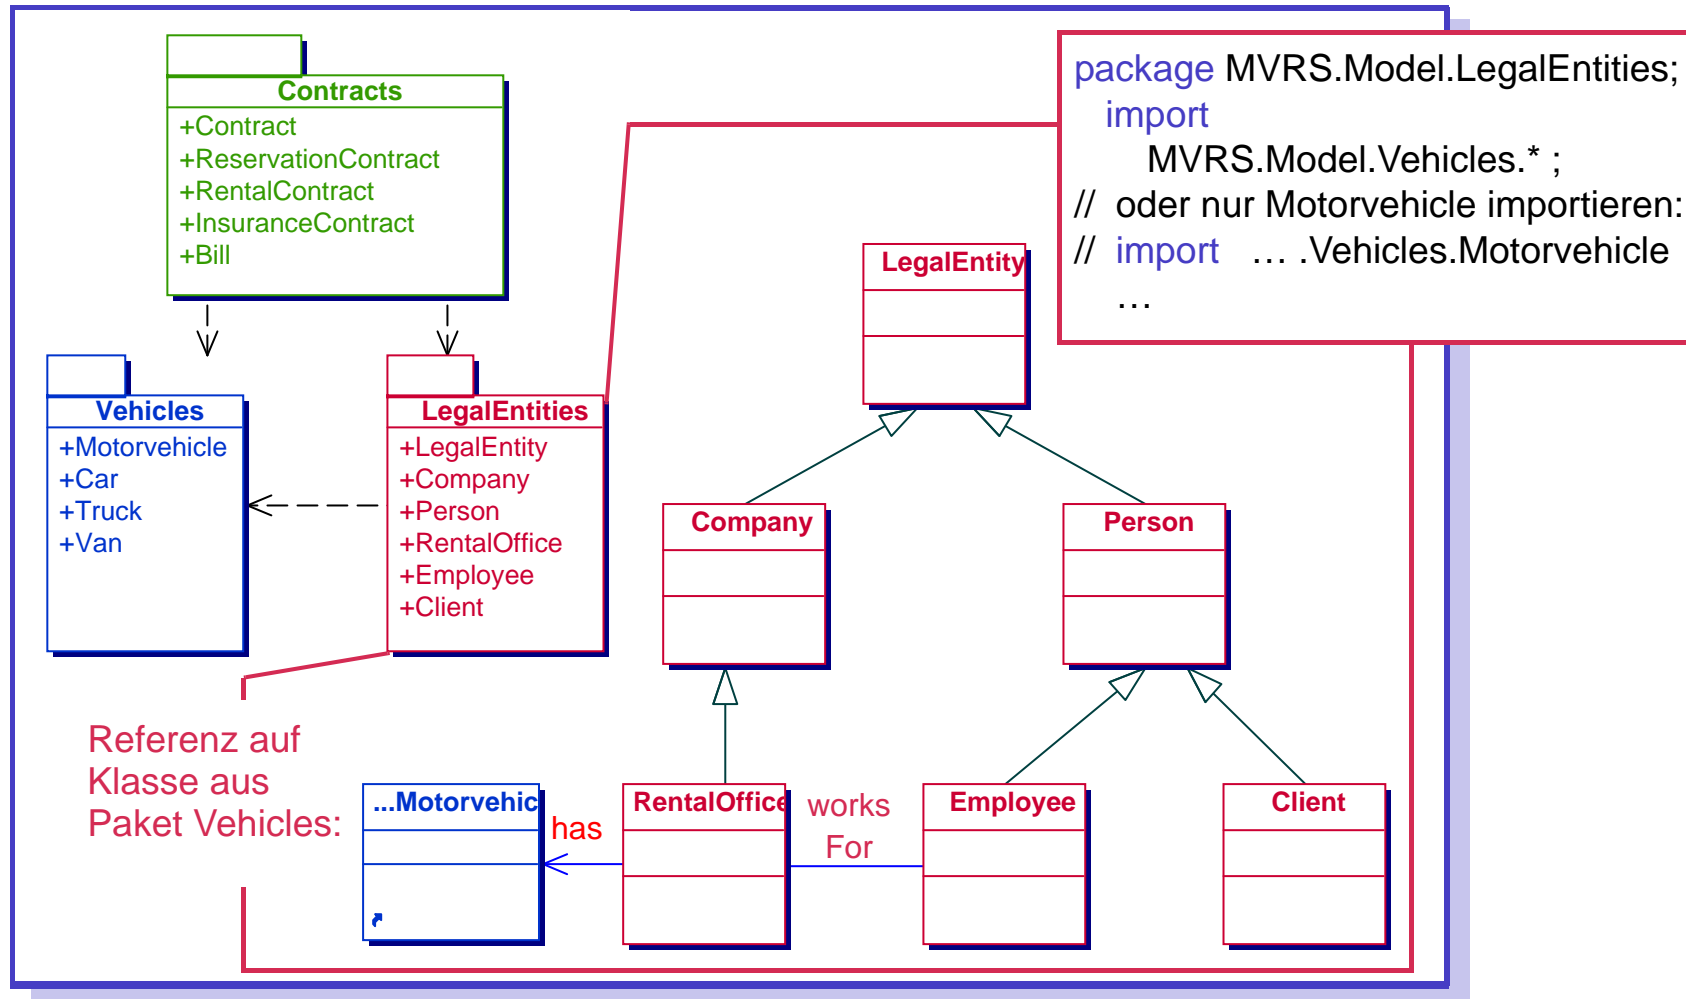 Contracts
+Contract
+ReservationContract
+RentalContract
+InsuranceContract
+Bill
Vehicles
+Motorvehicle
+Car
+Truck
+Van
LegalEntities
+LegalEntity
+Company
+Person
+RentalOffice
+Employee
+Client
package MVRS.Model.LegalEntities;
import
MVRS.Model.Vehicles.* ;
// oder nur Motorvehicle importieren:
// import … .Vehicles.Motorvehicle
…
LegalEntity
Company
Person
Referenz auf
Klasse aus
Paket Vehicles:
...Motorvehic
has
RentalOffice
works
For
Employee
Client